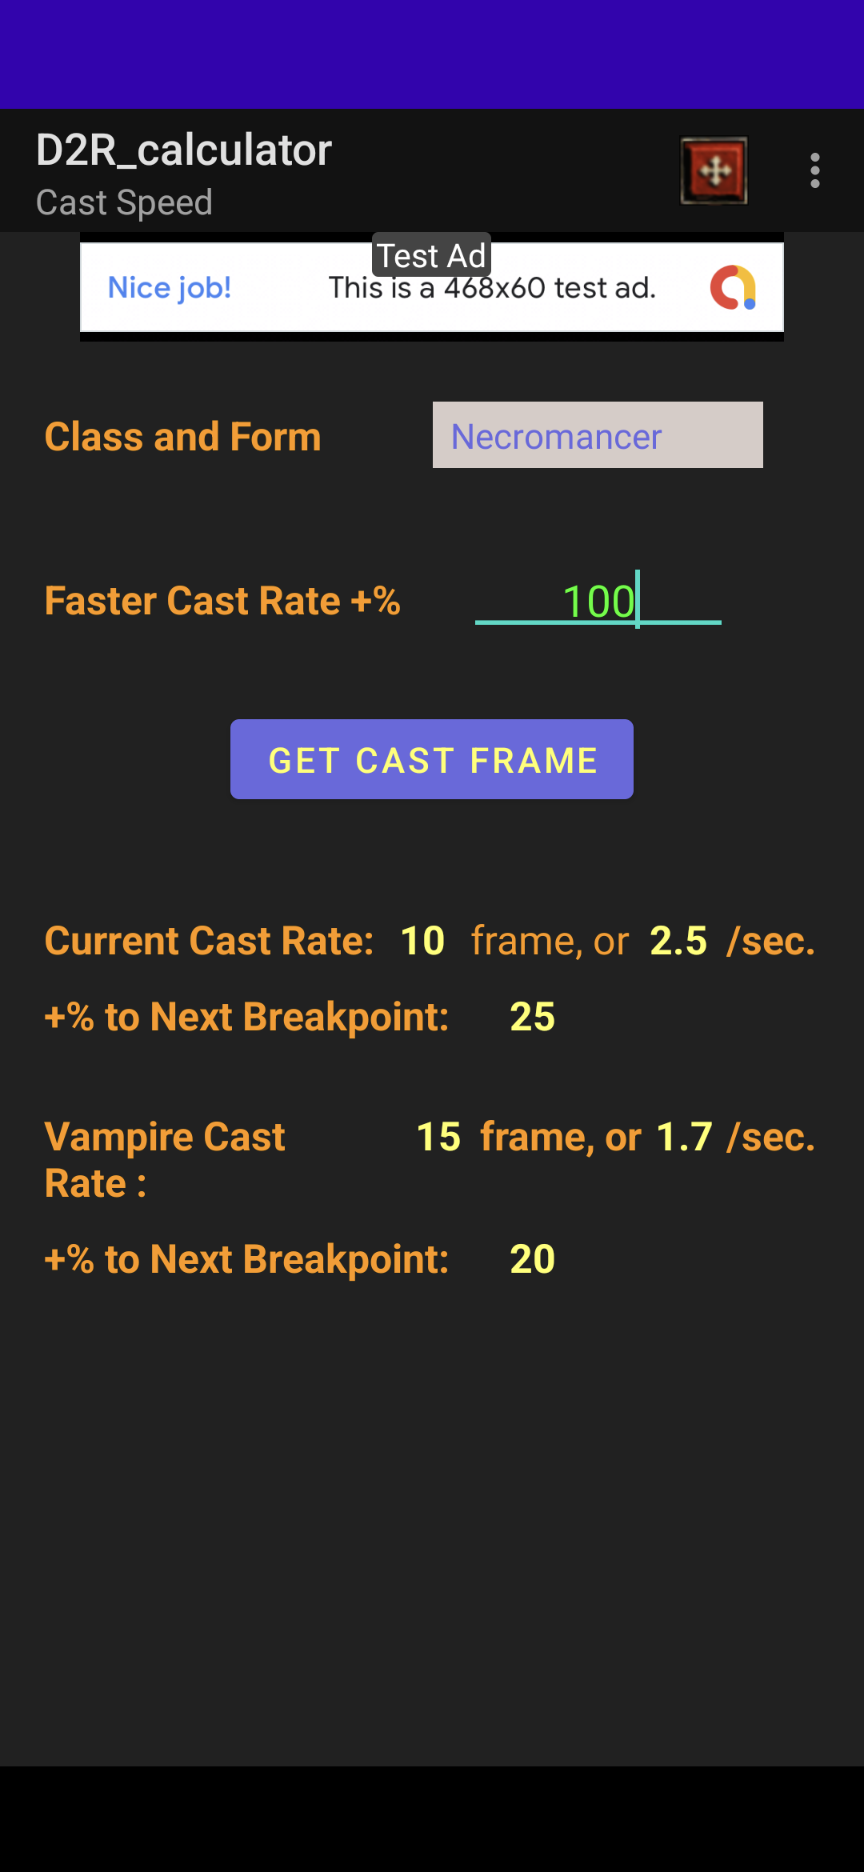 D2R_calculator
Cast Speed
Test Ad
Nice job! This is a 468x60 test ad.
Class and Form Necromancer
Faster Cast Rate +% 100
GET CAST FRAME
Current Cast Rate: 10 frame, or 2.5 /sec.
+% to Next Breakpoint: 25
Vampire Cast 15 frame, or 1.7 /sec.
Rate :
+% to Next Breakpoint: 20